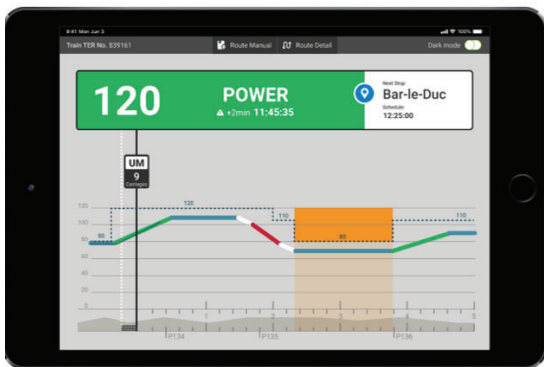 9:41 Mon Jun 3
100%
Train TER No. 839161
Route Manual
Route Detail
Dark mode
120
POWER
+2min 11:45:35
Next Stop:
Bar-le-Duc
Schedule:
12:25:00
UM
9
120
120
110
110
100
80
80
80
60
40
20
0
1
2
3
4
5
P134
P135
P136